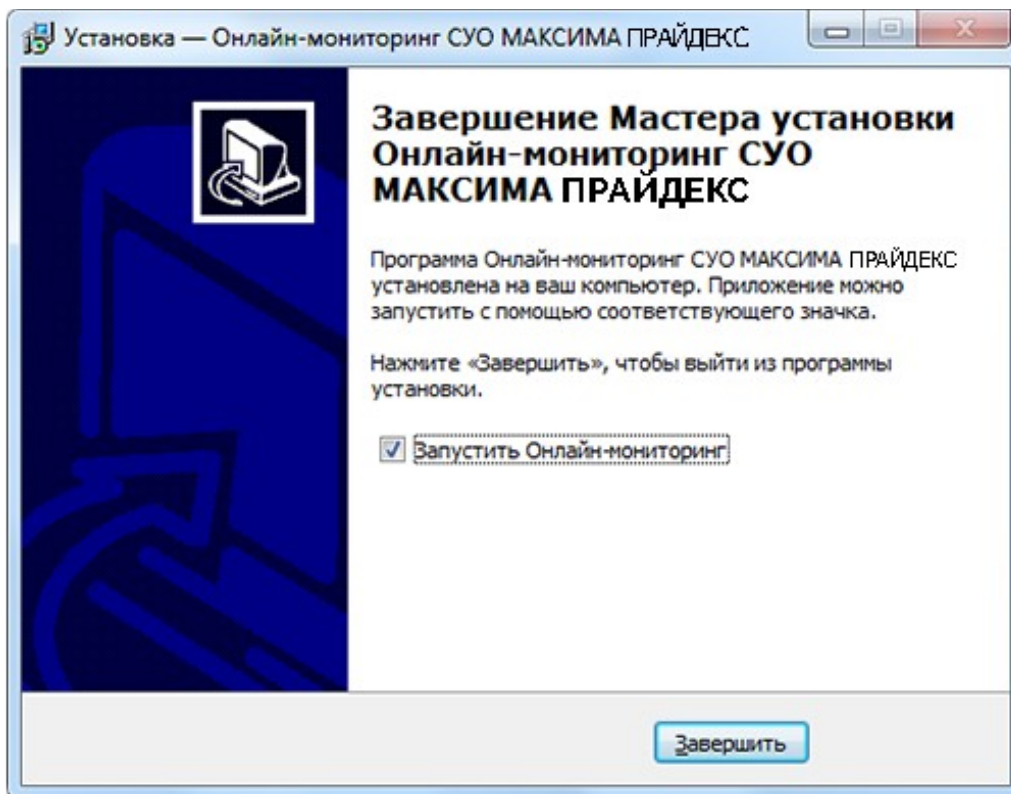 Установка — Онлайн-мониторинг СУО МАКСИМА ПРАЙДЕКС
Завершение Мастера установки
Онлайн-мониторинг СУО
МАКСИМА ПРАЙДЕКС
Программа Онлайн-мониторинг СУО МАКСИМА ПРАЙДЕКС
установлена на ваш компьютер. Приложение можно
запустить с помощью соответствующего значка.
Нажмите «Завершить», чтобы выйти из программы
установки.
Запустить Онлайн-мониторинг
Завершить